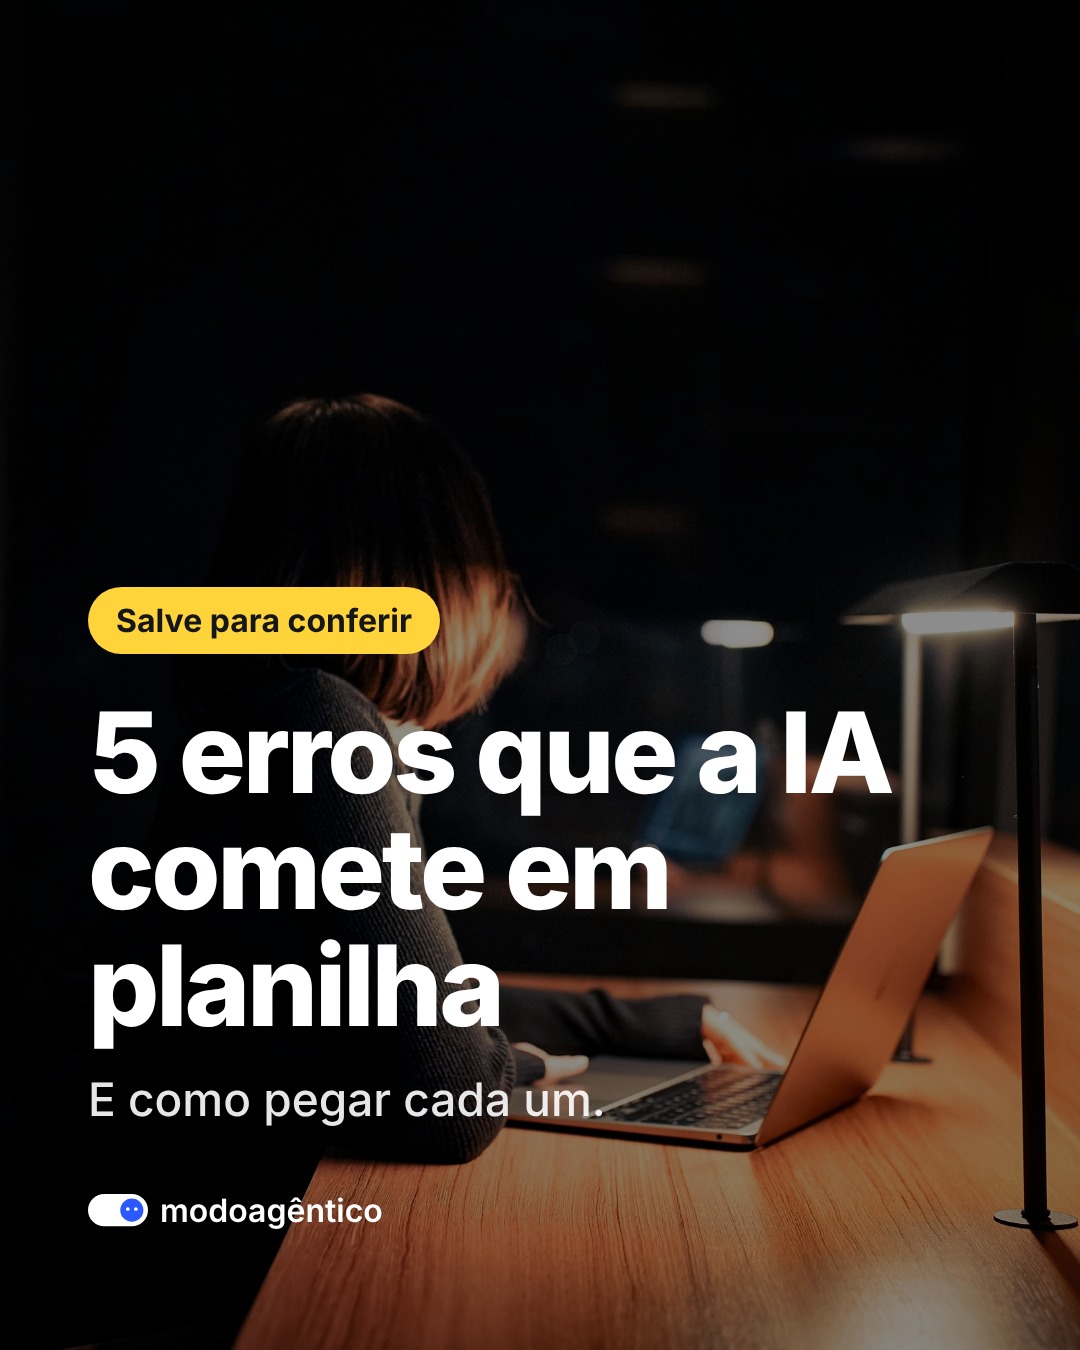 Salve para conferir
5 erros que a IA
comete em
planilha
E como pegar cada um.
modoagêntico